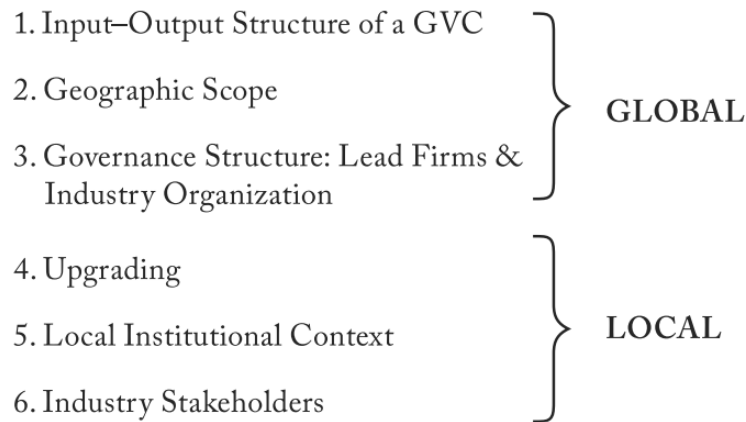 1. Input–Output Structure of a GVC
2. Geographic Scope
3. Governance Structure: Lead Firms &
Industry Organization
GLOBAL
4. Upgrading
5. Local Institutional Context
6. Industry Stakeholders
LOCAL